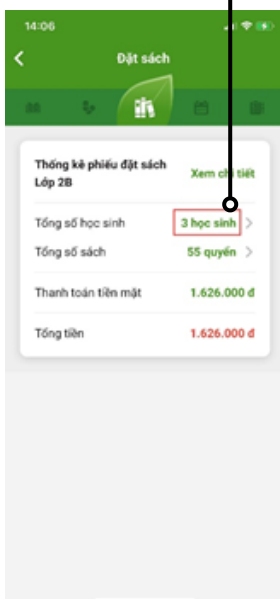 14:06
Đặt sách
Thống kê phiếu đặt sách
Lớp 2B
Xem chi tiết
Tổng số học sinh
3 học sinh
Tổng số sách
55 quyển
Thanh toán tiền mặt
1.626.000 đ
Tổng tiền
1.626.000 đ